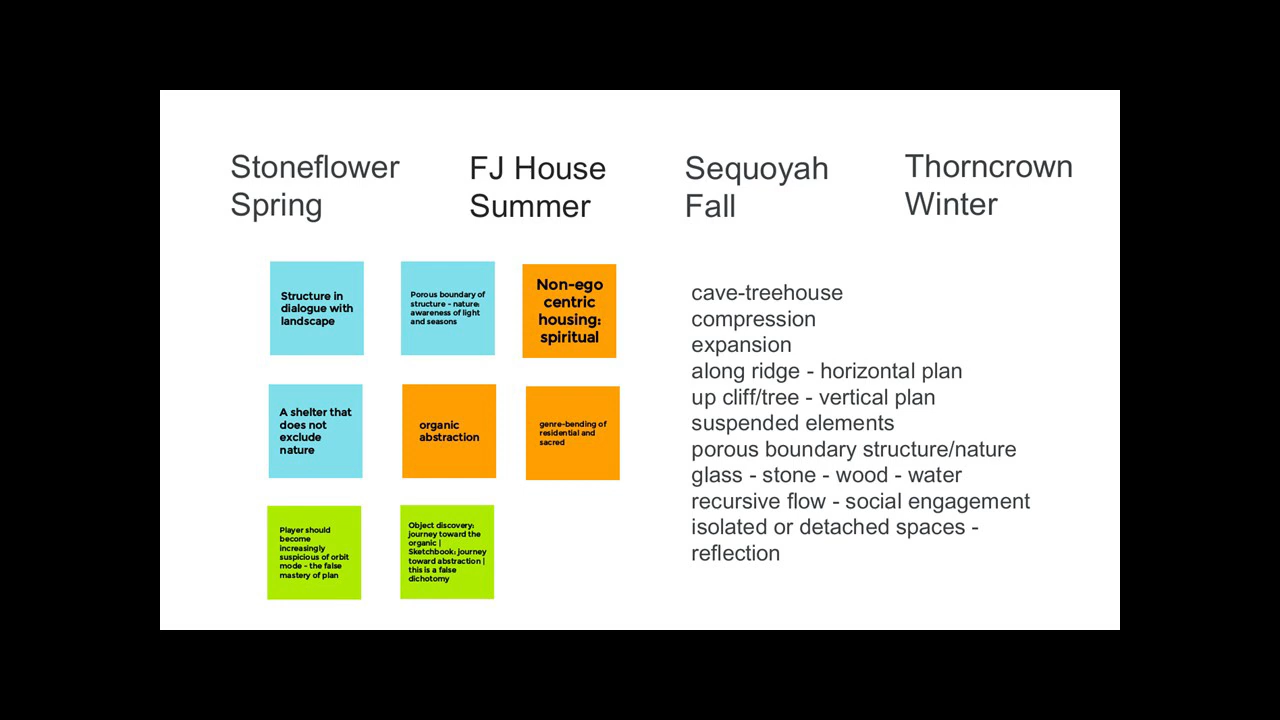 Stoneflower
Spring
FJ House
Summer
Sequoyah
Fall
Thorncrown
Winter
Structure in
dialogue with
landscape
Porous boundary of
structure - nature:
awareness of light
and seasons
Non-ego
centric
housing:
spiritual
A shelter that
does not
exclude
nature
organic
abstraction
genre-bending of
residential and
sacred
Player should
become
increasingly
suspicious of orbit
mode - the false
mastery of plan
Object discovery:
journey toward the
organic |
Sketchbook: journey
toward abstraction |
this is a false
dichotomy
cave-treehouse
compression
expansion
along ridge - horizontal plan
up cliff/tree - vertical plan
suspended elements
porous boundary structure/nature
glass - stone - wood - water
recursive flow - social engagement
isolated or detached spaces -
reflection